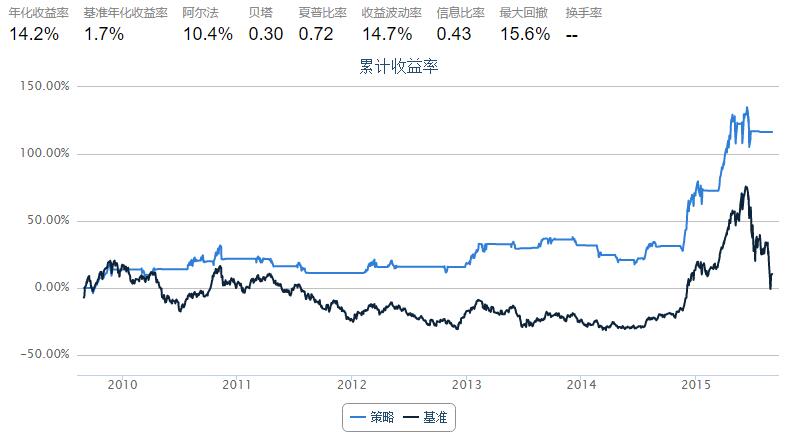 年化收益率 基准年化收益率 阿尔法 贝塔 夏普比率 收益波动率 信息比率 最大回撤 换手率
14.2% 1.7% 10.4% 0.30 0.72 14.7% 0.43 15.6% --
累计收益率
150.00%
100.00%
50.00%
0.00%
-50.00%
2010 2011 2012 2013 2014 2015
策略 基准